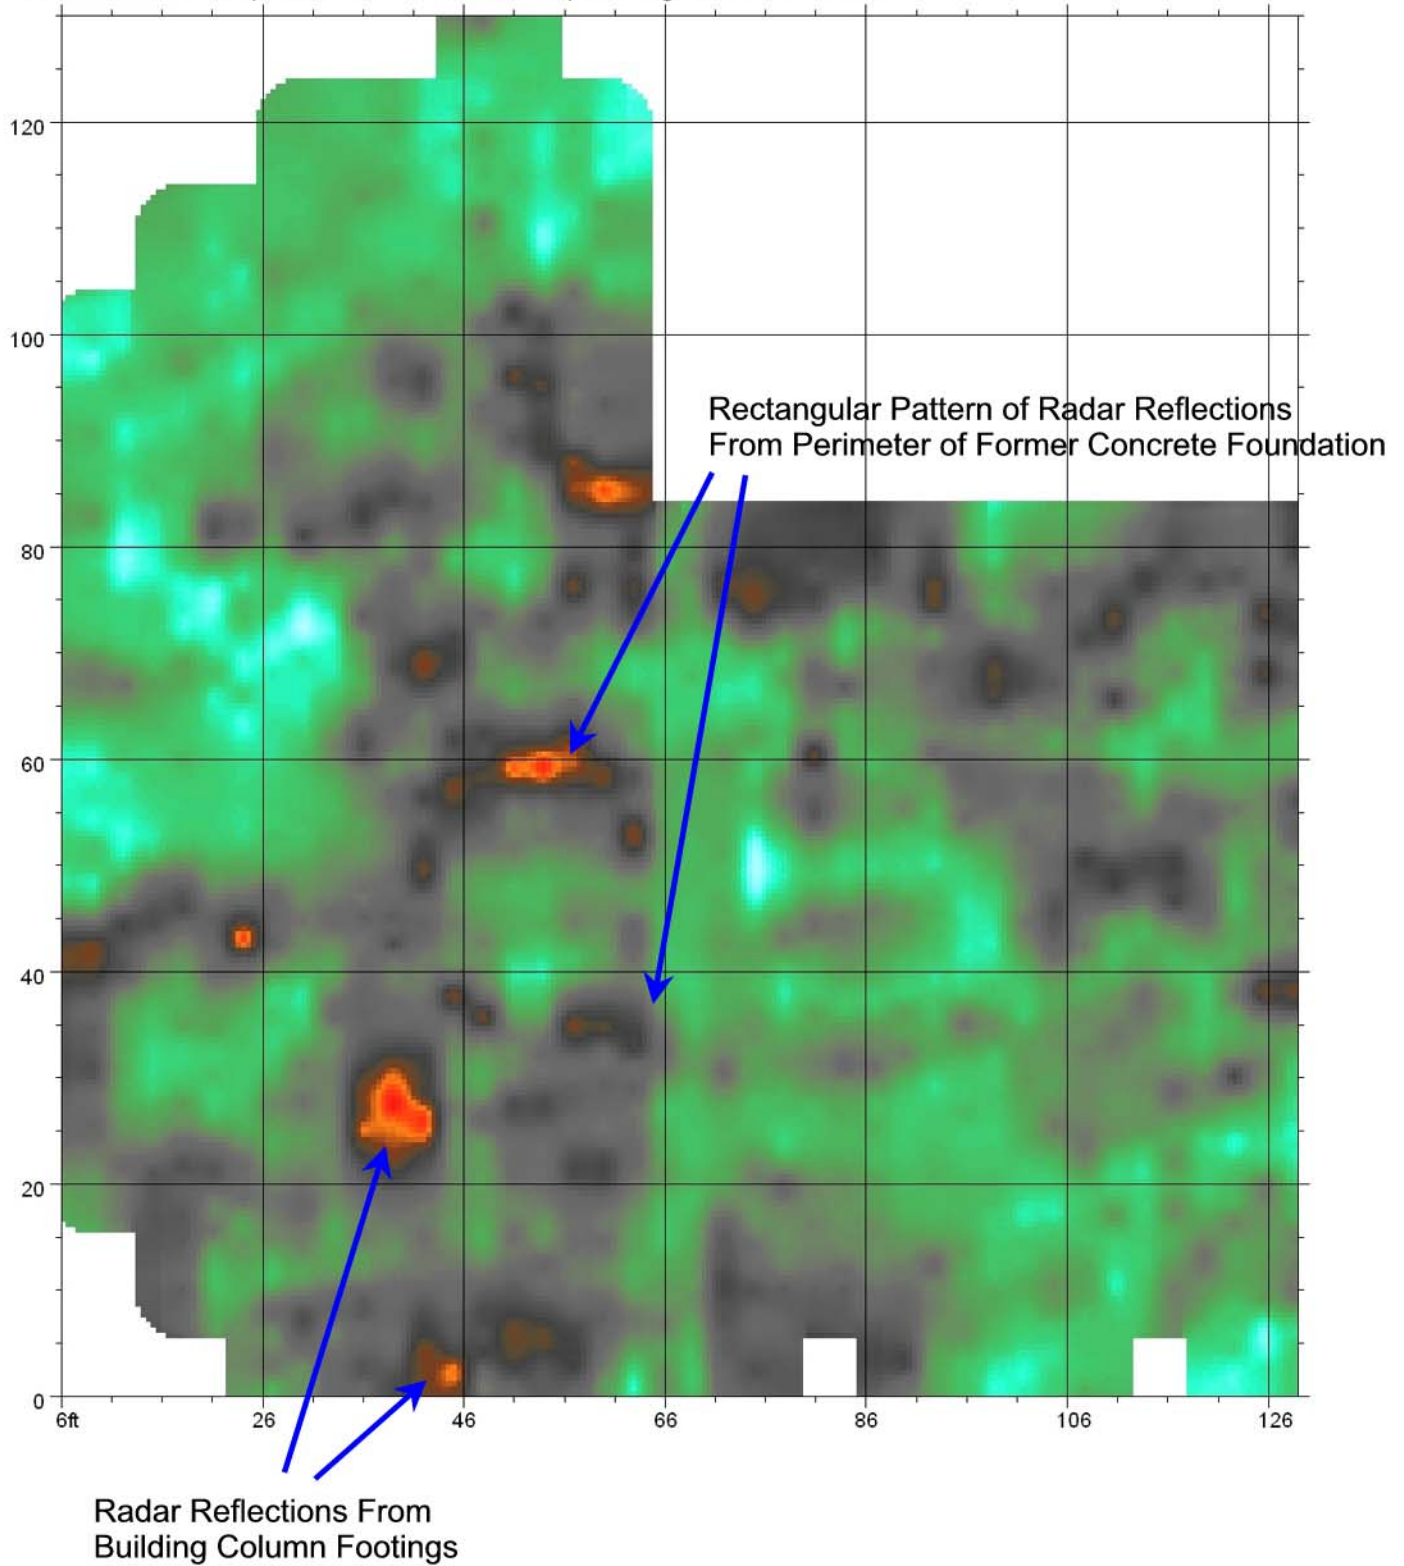 120
100
Rectangular Pattern of Radar Reflections
From Perimeter of Former Concrete Foundation
80
60
40
20
0
6ft 26 46 66 86 106 126
Radar Reflections From
Building Column Footings